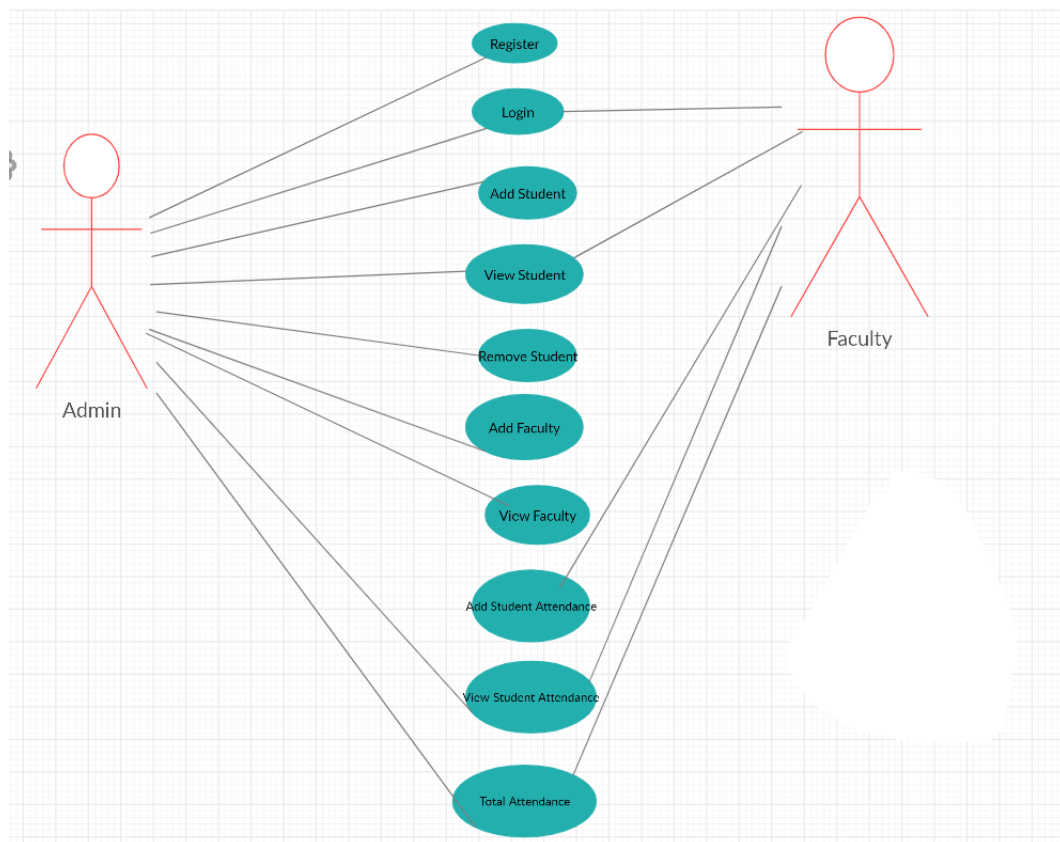 Register
Login
Add Student
View Student
Remove Student
Add Faculty
View Faculty
Add Student Attendance
View Student Attendance
Total Attendance
Admin
Faculty